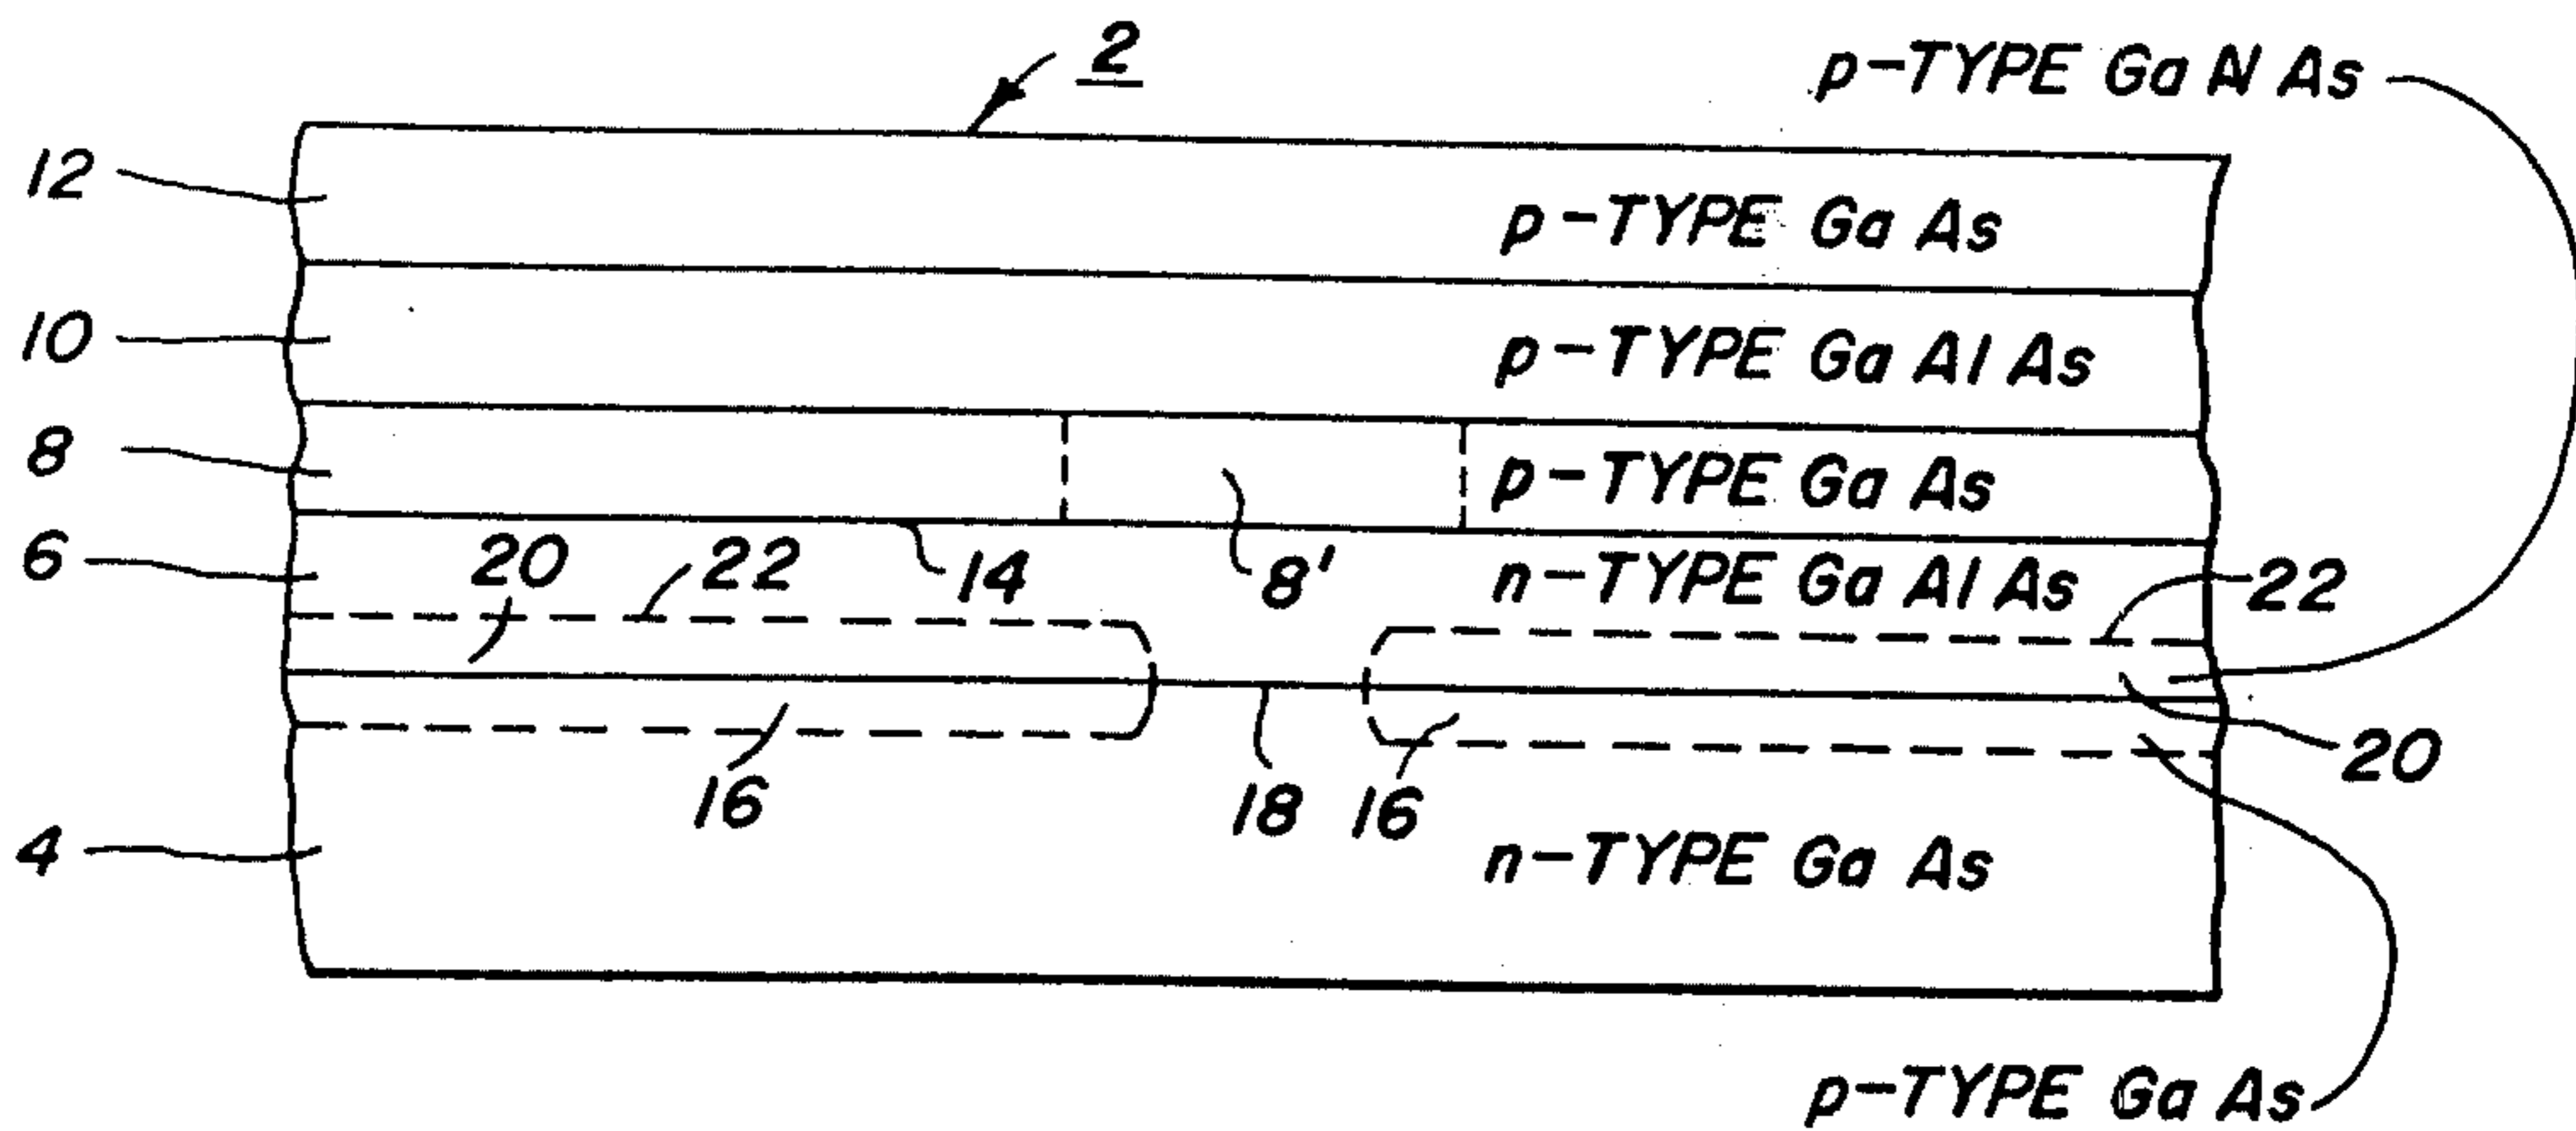 2
p-TYPE Ga Al As
12
p-TYPE Ga As
10
p-TYPE Ga Al As
8
p-TYPE Ga As
6
20
22
14
8'
n-TYPE Ga Al As
22
16
18
16
20
4
n-TYPE Ga As
p-TYPE Ga As